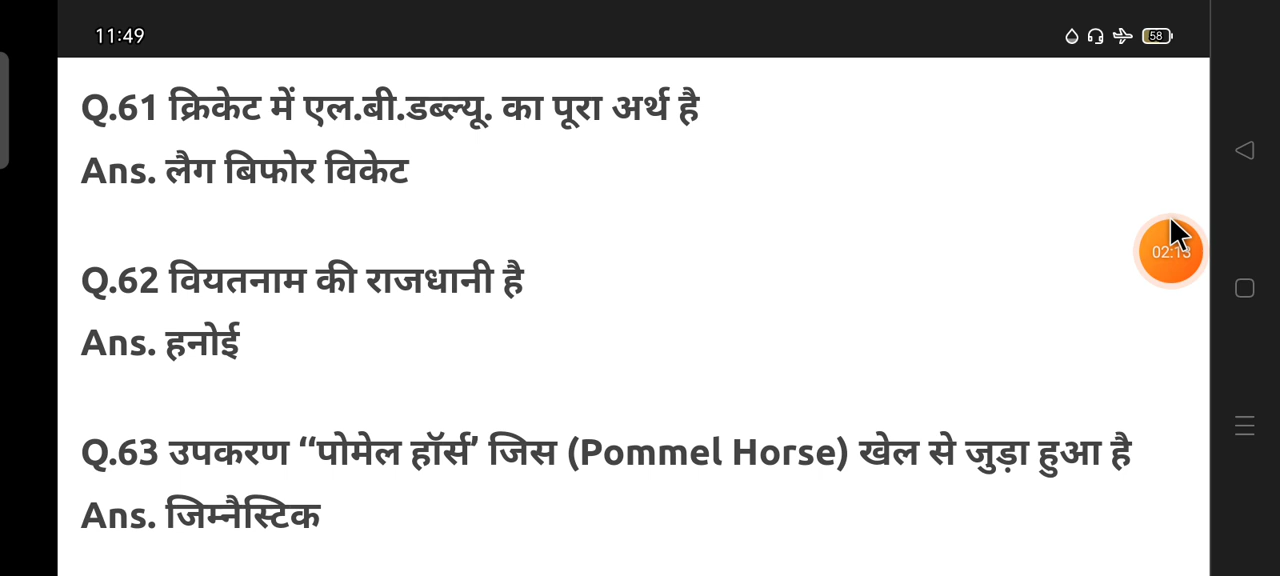 11:49
58
Q.61 क्रिकेट में एल.बी.डब्ल्यू. का पूरा अर्थ है
Ans. लैग बिफोर विकेट
02:13
Q.62 वियतनाम की राजधानी है
Ans. हनोई
Q.63 उपकरण “पोमेल हॉर्स’ जिस (Pommel Horse) खेल से जुड़ा हुआ है
Ans. जिम्नैस्टिक